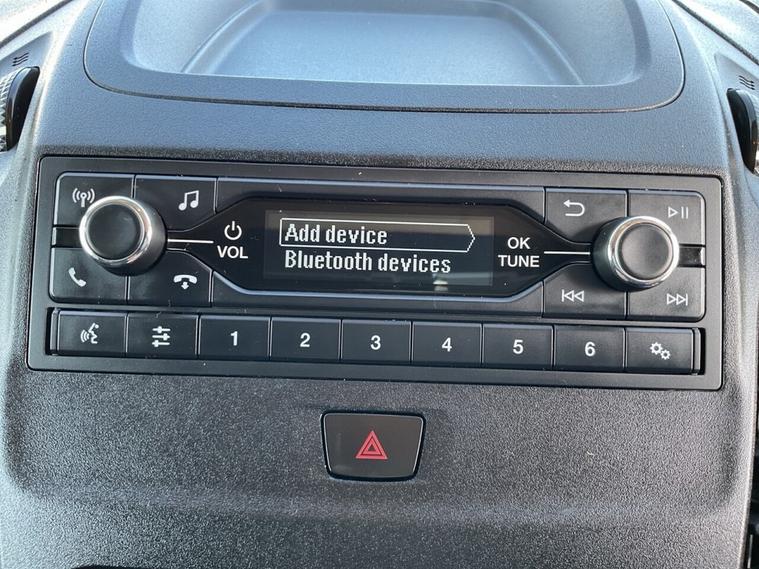 Add device
Bluetooth devices
VOL
OK
TUNE
1 2 3 4 5 6